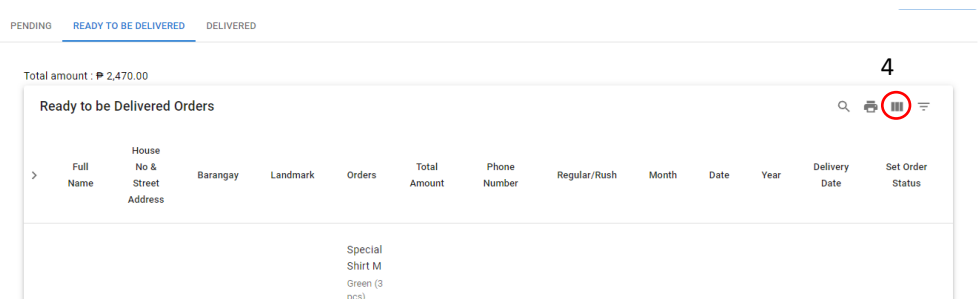 PENDING READY TO BE DELIVERED DELIVERED
Total amount : ₱ 2,470.00
4
Ready to be Delivered Orders
Full Name House No & Street Address Barangay Landmark Orders Total Amount Phone Number Regular/Rush Month Date Year Delivery Date Set Order Status
Special
Shirt M
Green (3
pcs)